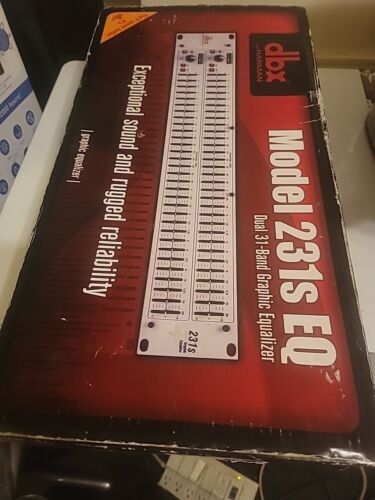 dbx
by HARMAN
Model 231s EQ
Dual 31-Band Graphic Equalizer
231s
Exceptional sound and rugged reliability
[ graphic equalizer ]